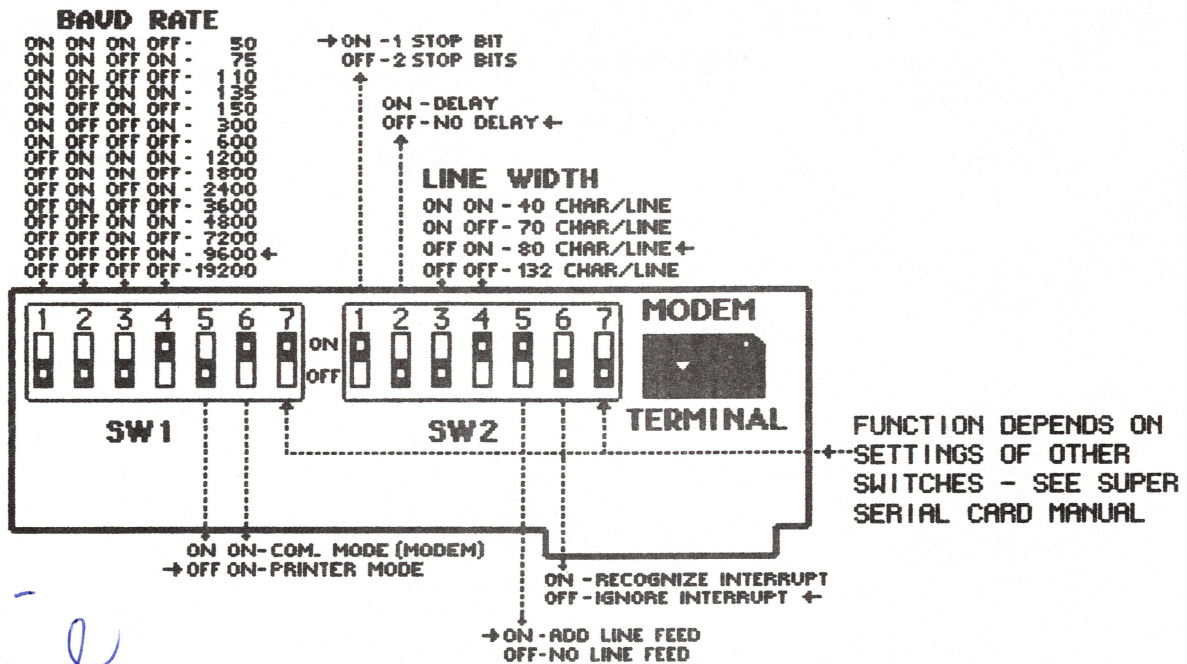 BAUD RATE
ON ON ON OFF- 50
ON ON OFF ON - 75
ON ON OFF OFF- 110
ON OFF ON ON - 135
ON OFF ON OFF- 150
ON OFF OFF ON - 300
ON OFF OFF OFF- 600
OFF ON ON ON - 1200
OFF ON ON OFF- 1800
OFF ON OFF ON - 2400
OFF ON OFF OFF- 3600
OFF OFF ON ON - 4800
OFF OFF ON OFF- 7200
OFF OFF OFF ON - 9600←
OFF OFF OFF OFF-19200
→ON -1 STOP BIT
OFF-2 STOP BITS
ON -DELAY
OFF-NO DELAY←
LINE WIDTH
ON ON -40 CHAR/LINE
ON OFF-70 CHAR/LINE
OFF ON - 80 CHAR/LINE←
OFF OFF- 132 CHAR/LINE
1 2 3 4 5 6 7
ON
OFF
SW1
1 2 3 4 5 6 7
SW2
MODEM
TERMINAL
FUNCTION DEPENDS ON
SETTINGS OF OTHER
SWITCHES - SEE SUPER
SERIAL CARD MANUAL
ON ON-COM. MODE (MODEM)
→OFF ON-PRINTER MODE
ON -RECOGNIZE INTERRUPT
OFF-IGNORE INTERRUPT ←
→ON -ADD LINE FEED
OFF-NO LINE FEED